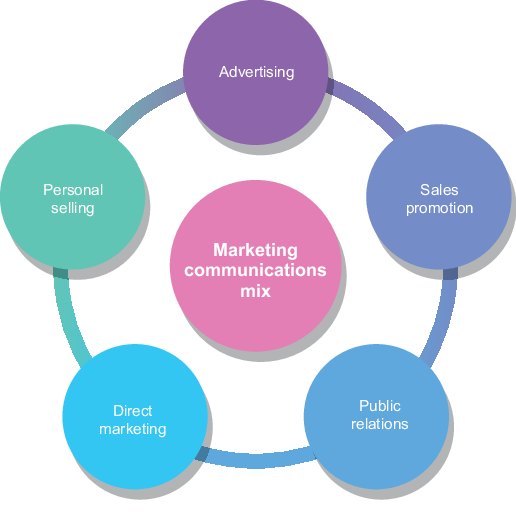 Advertising
Sales
promotion
Public
relations
Direct
marketing
Personal
selling
Marketing
communications
mix